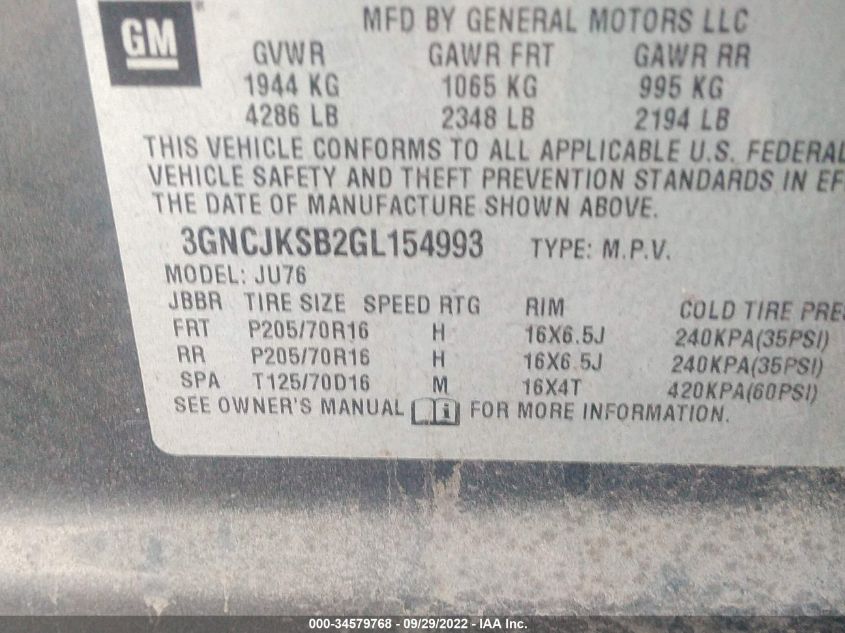 GM
MFD BY GENERAL MOTORS LLC
GVWR GAWR FRT GAWR RR
1944 KG 1065 KG 995 KG
4286 LB 2348 LB 2194 LB
THIS VEHICLE CONFORMS TO ALL APPLICABLE U.S. FEDERAL
VEHICLE SAFETY AND THEFT PREVENTION STANDARDS IN EF
THE DATE OF MANUFACTURE SHOWN ABOVE.
3GNCJKSB2GL154993 TYPE: M.P.V.
MODEL: JU76
JBBR TIRE SIZE SPEED RTG RIM COLD TIRE PRE
FRT P205/70R16 H 16X6.5J 240KPA(35PSI)
RR P205/70R16 H 16X6.5J 240KPA(35PSI)
SPA T125/70D16 M 16X4T 420KPA(60PSI)
SEE OWNER'S MANUAL FOR MORE INFORMATION.
000-34579768 - 09/29/2022 - IAA Inc.